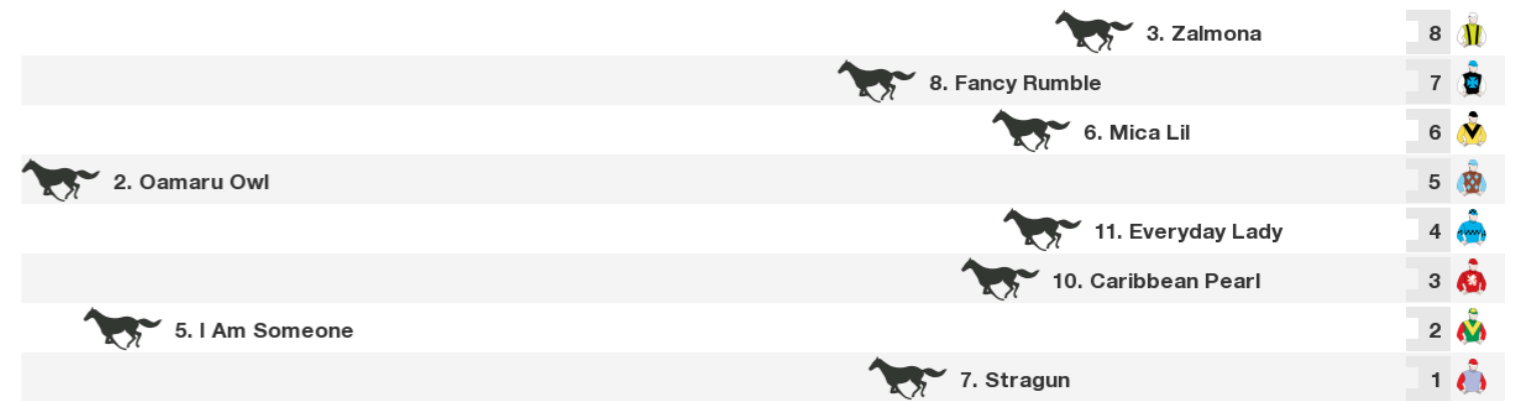 3. Zalmona 8
8. Fancy Rumble 7
6. Mica Lil 6
2. Oamaru Owl 5
11. Everyday Lady 4
10. Caribbean Pearl 3
5. I Am Someone 2
7. Stragun 1